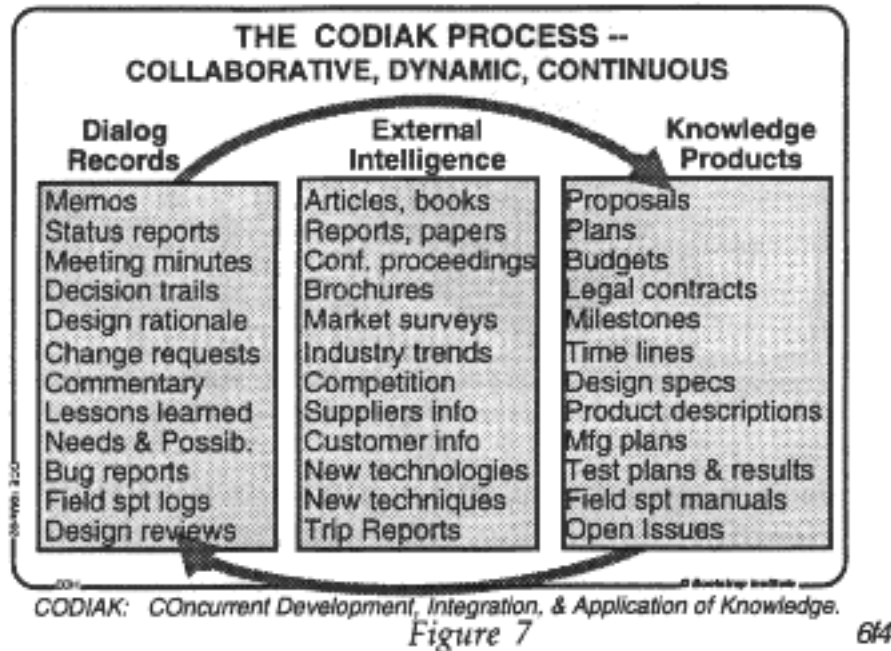 THE CODIAK PROCESS --
COLLABORATIVE, DYNAMIC, CONTINUOUS
Dialog
Records
Memos
Status reports
Meeting minutes
Decision trails
Design rationale
Change requests
Commentary
Lessons learned
Needs & Possib.
Bug reports
Field spt logs
Design reviews
External
Intelligence
Articles, books
Reports, papers
Conf. proceedings
Brochures
Market surveys
Industry trends
Competition
Suppliers info
Customer info
New technologies
New techniques
Trip Reports
Knowledge
Products
Proposals
Plans
Budgets
Legal contracts
Milestones
Time lines
Design specs
Product descriptions
Mfg plans
Test plans & results
Field spt manuals
Open Issues
© Bootstrap Institute
CODIAK: COncurrent Development, Integration, & Application of Knowledge.
Figure 7